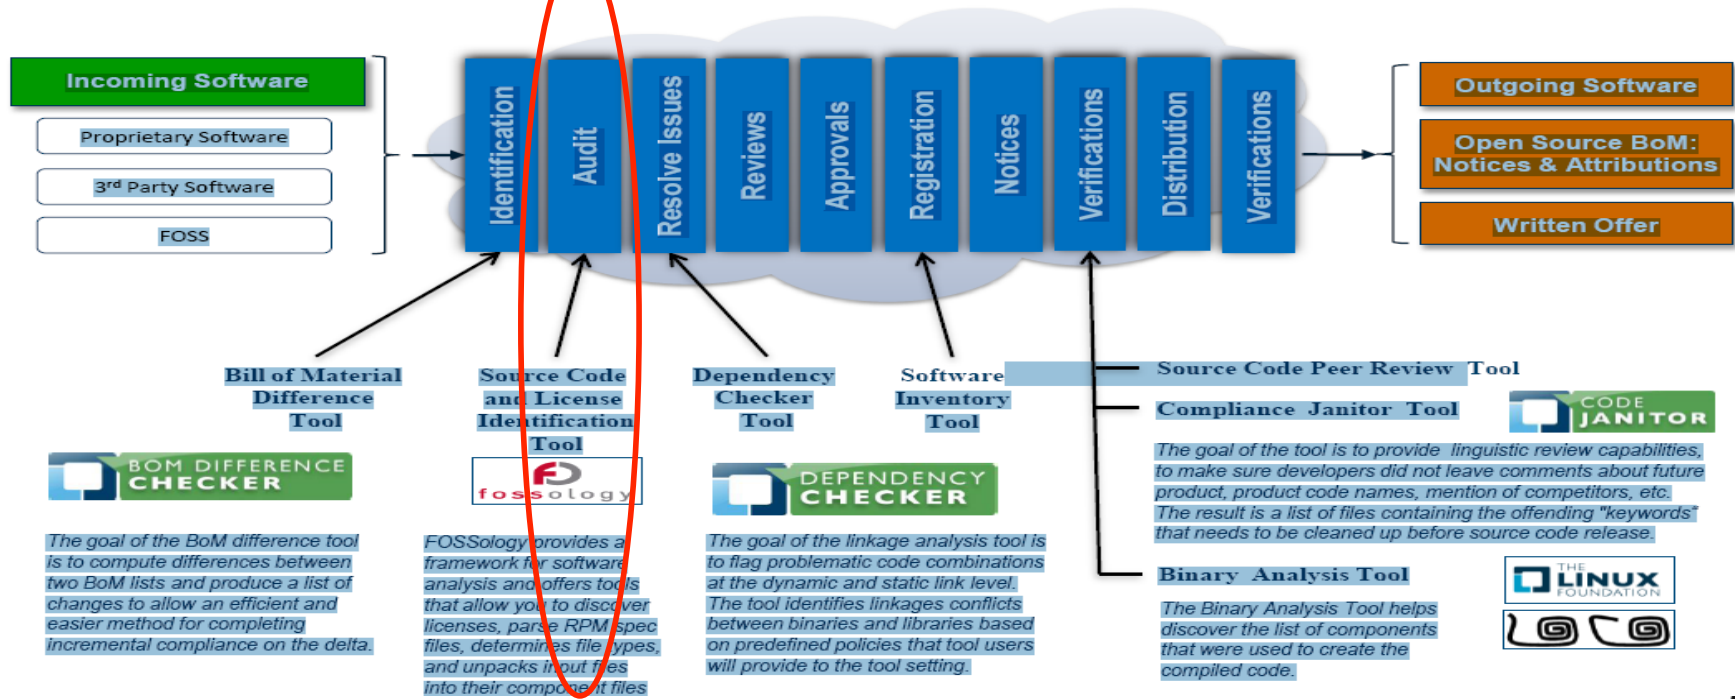 Incoming Software
Proprietary Software
3rd Party Software
FOSS
Identification
Audit
Resolve Issues
Reviews
Approvals
Registration
Notices
Verifications
Distribution
Verifications
Outgoing Software
Open Source BoM:
Notices & Attributions
Written Offer
Bill of Material
Difference
Tool
BOM DIFFERENCE
CHECKER
The goal of the BoM difference tool
is to compute differences between
two BoM lists and produce a list of
changes to allow an efficient and
easier method for completing
incremental compliance on the delta.
Source Code
and License
Identification
Tool
fossology
FOSSology provides a
framework for software
analysis and offers tools
that allow you to discover
licenses, parse RPM spec
files, determines file types,
and unpacks input files
into their component files
Dependency
Checker
Tool
DEPENDENCY
CHECKER
The goal of the linkage analysis tool is
to flag problematic code combinations
at the dynamic and static link level.
The tool identifies linkages conflicts
between binaries and libraries based
on predefined policies that tool users
will provide to the tool setting.
Software
Inventory
Tool
Source Code Peer Review Tool
Compliance Janitor Tool
CODE
JANITOR
The goal of the tool is to provide linguistic review capabilities,
to make sure developers did not leave comments about future
product, product code names, mention of competitors, etc.
The result is a list of files containing the offending "keywords"
that needs to be cleaned up before source code release.
Binary Analysis Tool
The Binary Analysis Tool helps
discover the list of components
that were used to create the
compiled code.
THE
LINUX
FOUNDATION